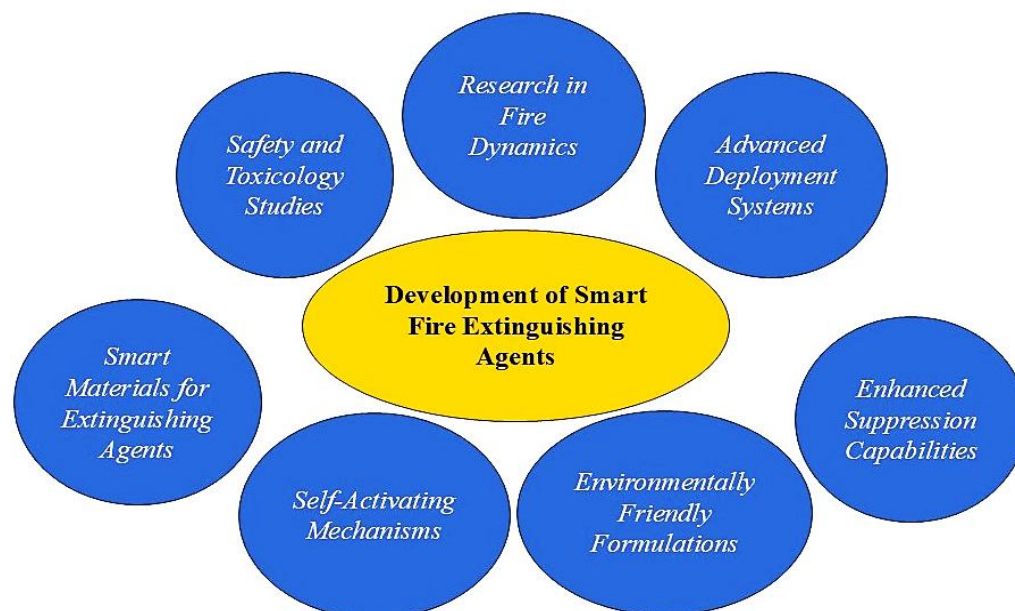 Research in
Fire
Dynamics
Safety and
Toxicology
Studies
Advanced
Deployment
Systems
Development of Smart
Fire Extinguishing
Agents
Smart
Materials for
Extinguishing
Agents
Enhanced
Suppression
Capabilities
Self-Activating
Mechanisms
Environmentally
Friendly
Formulations